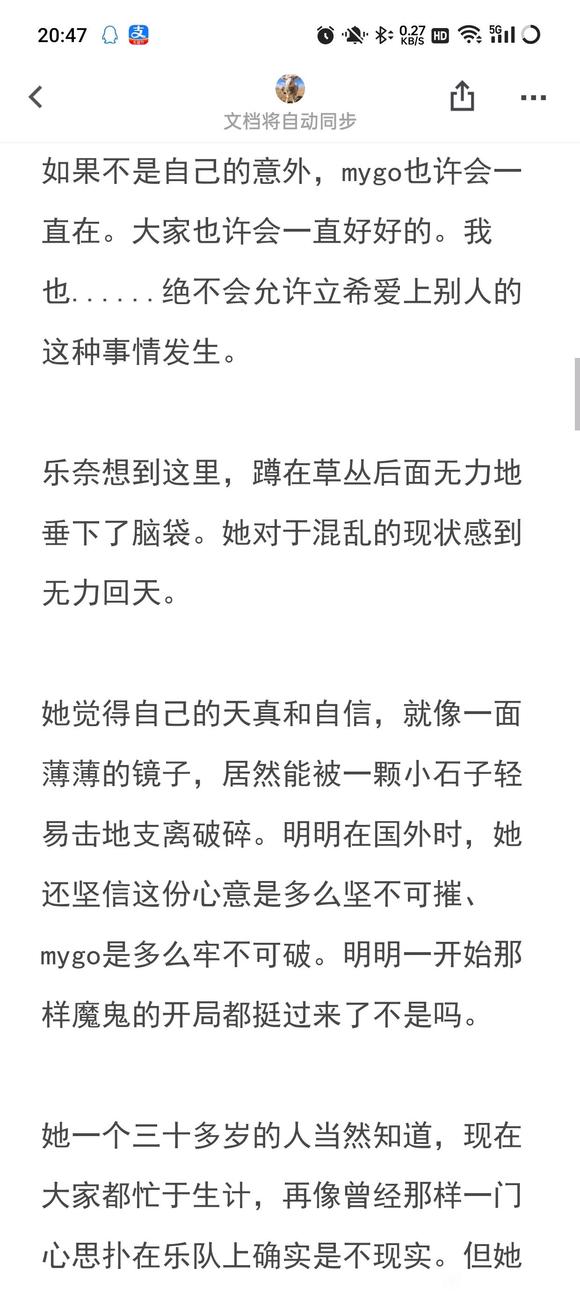 20:47
支
0.27
KB/S
HD
5G
文档将自动同步
如果不是自己的意外，mygo也许会一
直在。大家也许会一直好好的。我
也......绝不会允许立希爱上别人的
这种事情发生。
乐奈想到这里，蹲在草丛后面无力地
垂下了脑袋。她对于混乱的现状感到
无力回天。
她觉得自己的天真和自信，就像一面
薄薄的镜子，居然能被一颗小石子轻
易击地支离破碎。明明在国外时，她
还坚信这份心意是多么坚不可摧、
mygo是多么牢不可破。明明一开始那
样魔鬼的开局都挺过来了不是吗。
她一个三十多岁的人当然知道，现在
大家都忙于生计，再像曾经那样一门
心思扑在乐队上确实是不现实。但她